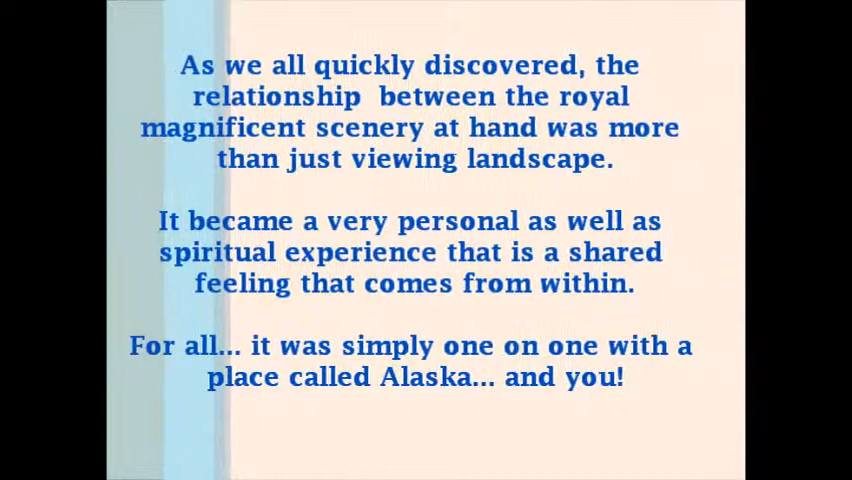 As we all quickly discovered, the
relationship  between the royal
magnificent scenery at hand was more
than just viewing landscape.
It became a very personal as well as
spiritual experience that is a shared
feeling that comes from within.
For all... it was simply one on one with a
place called Alaska... and you!